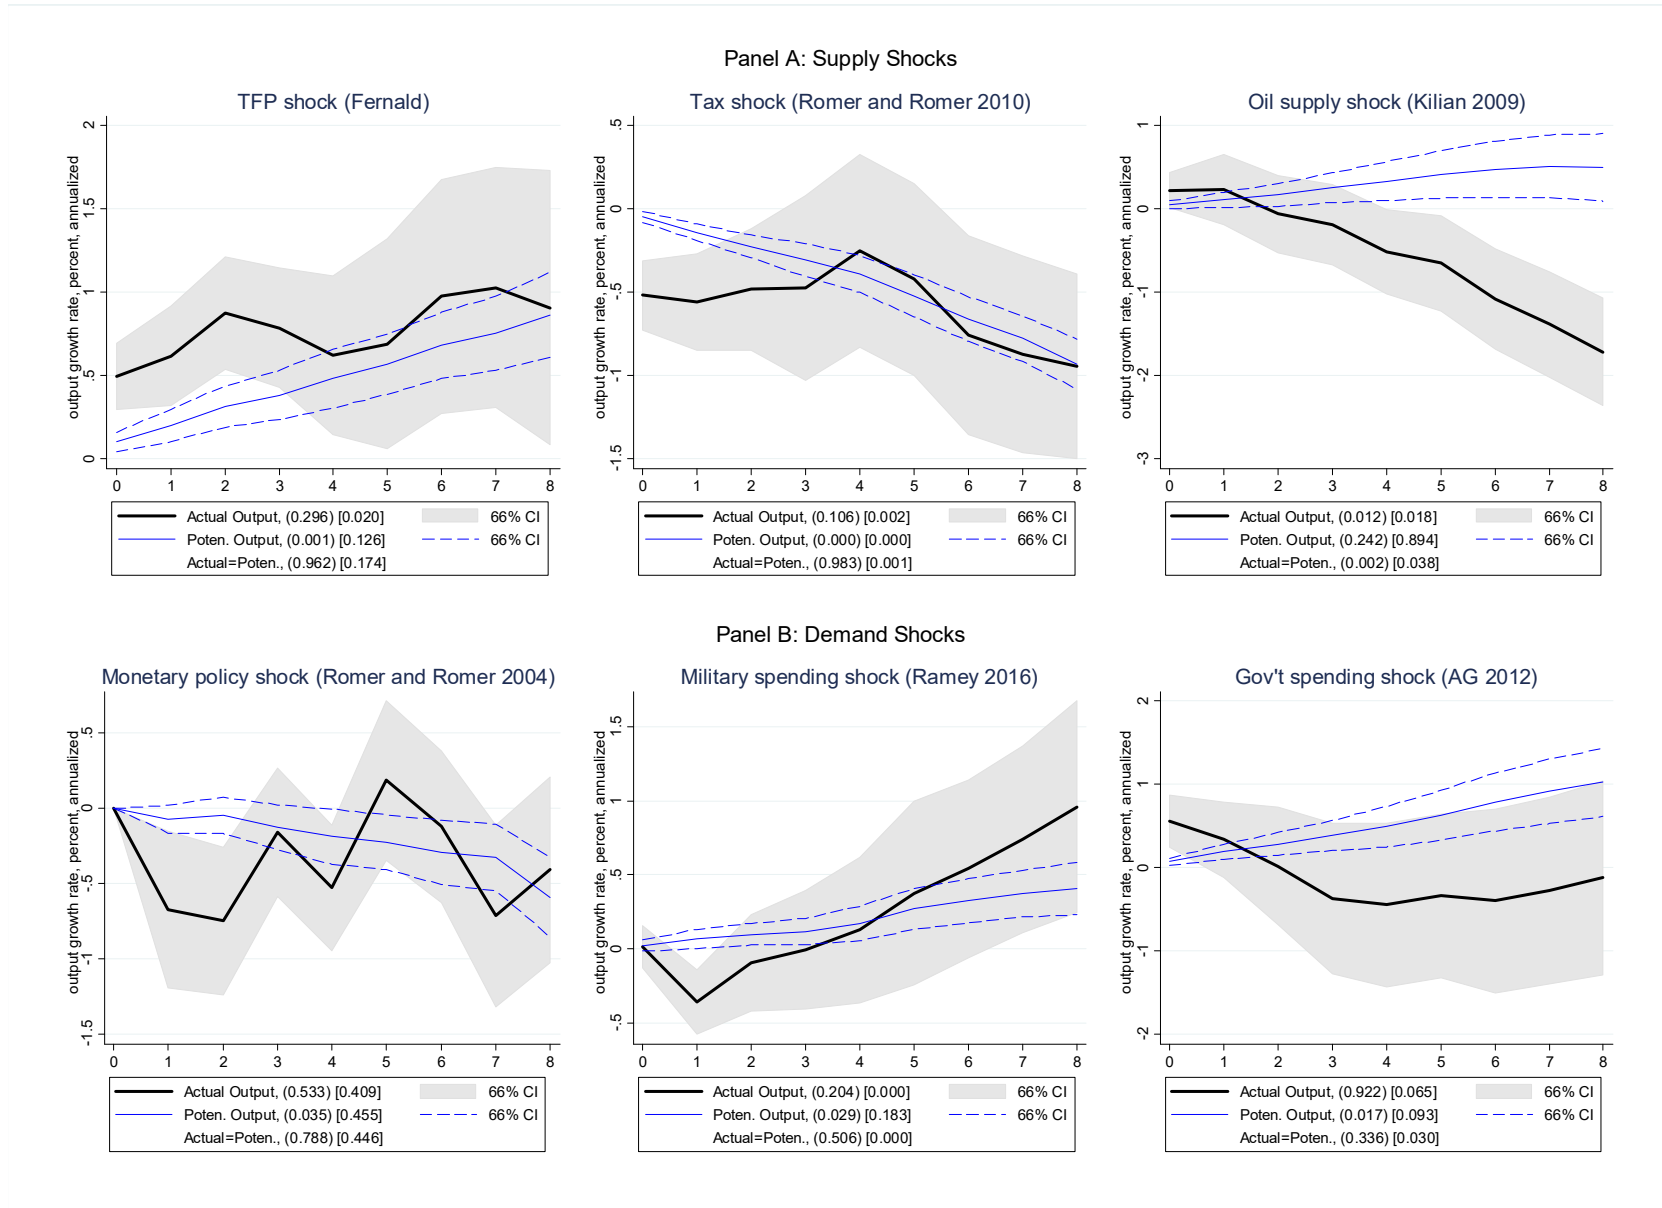 Panel A: Supply Shocks
TFP shock (Fernald)
output growth rate, percent, annualized
2
1.5
1
.5
0
0 1 2 3 4 5 6 7 8
Actual Output, (0.296) [0.020] 66% CI
Poten. Output, (0.001) [0.126] 66% CI
Actual=Poten., (0.962) [0.174]
Tax shock (Romer and Romer 2010)
output growth rate, percent, annualized
.5
0
-.5
-1
-1.5
0 1 2 3 4 5 6 7 8
Actual Output, (0.106) [0.002] 66% CI
Poten. Output, (0.000) [0.000] 66% CI
Actual=Poten., (0.983) [0.001]
Oil supply shock (Kilian 2009)
output growth rate, percent, annualized
1
0
-1
-2
-3
0 1 2 3 4 5 6 7 8
Actual Output, (0.012) [0.018] 66% CI
Poten. Output, (0.242) [0.894] 66% CI
Actual=Poten., (0.002) [0.038]
Panel B: Demand Shocks
Monetary policy shock (Romer and Romer 2004)
output growth rate, percent, annualized
.5
0
-.5
-1
-1.5
0 1 2 3 4 5 6 7 8
Actual Output, (0.533) [0.409] 66% CI
Poten. Output, (0.035) [0.455] 66% CI
Actual=Poten., (0.788) [0.446]
Military spending shock (Ramey 2016)
output growth rate, percent, annualized
1.5
1
.5
0
-.5
0 1 2 3 4 5 6 7 8
Actual Output, (0.204) [0.000] 66% CI
Poten. Output, (0.029) [0.183] 66% CI
Actual=Poten., (0.506) [0.000]
Gov't spending shock (AG 2012)
output growth rate, percent, annualized
2
1
0
-1
-2
0 1 2 3 4 5 6 7 8
Actual Output, (0.922) [0.065] 66% CI
Poten. Output, (0.017) [0.093] 66% CI
Actual=Poten., (0.336) [0.030]